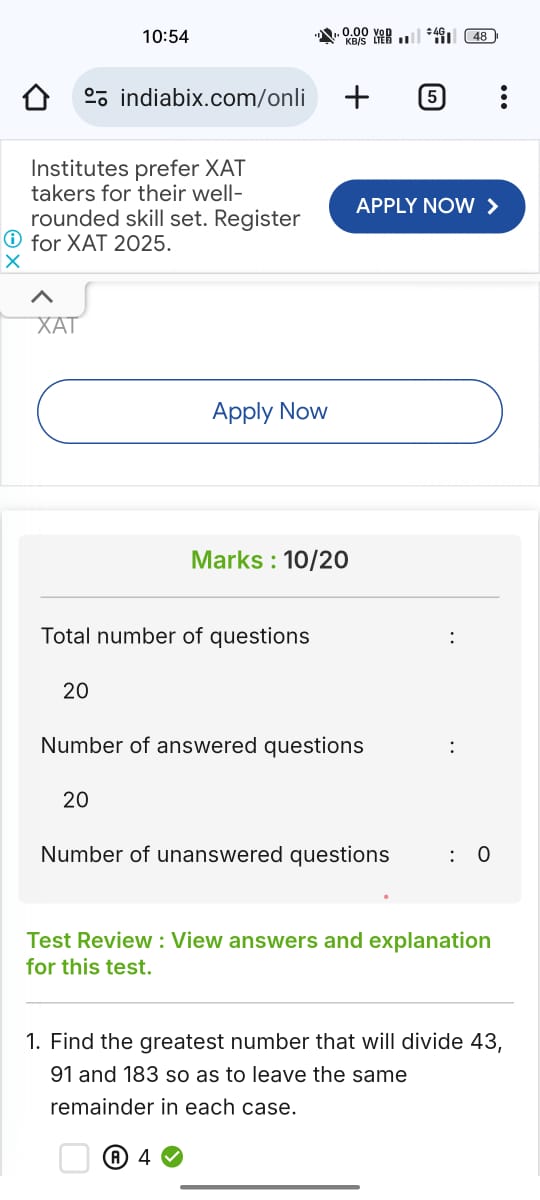 10:54
0.00 KB/S
Vo LTE
4G
48
indiabix.com/onli
5
Institutes prefer XAT
takers for their well-
rounded skill set. Register
for XAT 2025.
APPLY NOW
XAT
Apply Now
Marks : 10/20
Total number of questions :
20
Number of answered questions :
20
Number of unanswered questions : 0
Test Review : View answers and explanation
for this test.
1. Find the greatest number that will divide 43,
91 and 183 so as to leave the same
remainder in each case.
A 4